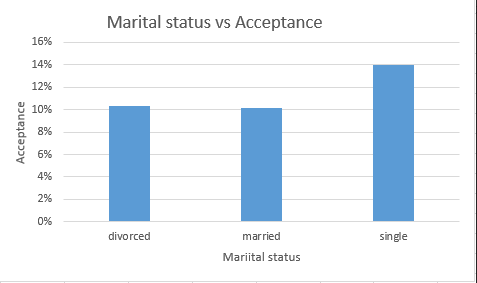 Marital status vs Acceptance
16%
14%
12%
10%
8%
6%
4%
2%
0%
Acceptance
divorced married single
Mariital status